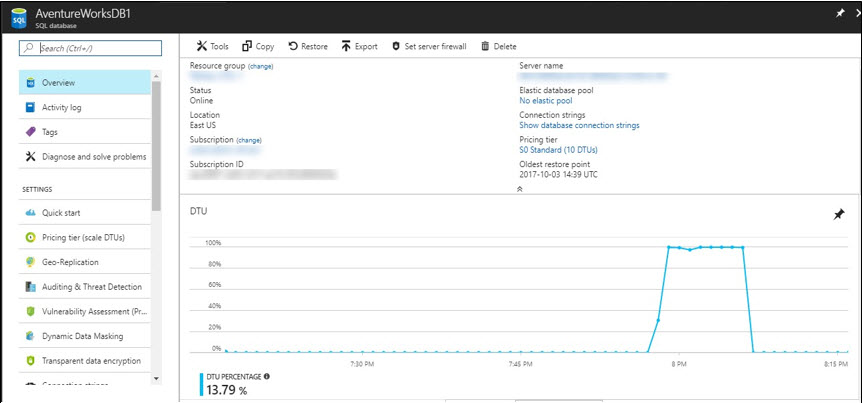 AventureWorksDB1
SQL database
SQL
Search (Ctrl+/)
Overview
Activity log
Tags
Diagnose and solve problems
SETTINGS
Quick start
Pricing tier (scale DTUs)
Geo-Replication
Auditing & Threat Detection
Vulnerability Assessment (Pr...
Dynamic Data Masking
Transparent data encryption
Connection strings
Tools Copy Restore Export Set server firewall Delete
Resource group (change)
Status
Online
Location
East US
Subscription (change)
Subscription ID
Server name
Elastic database pool
No elastic pool
Connection strings
Show database connection strings
Pricing tier
S0 Standard (10 DTUs)
Oldest restore point
2017-10-03 14:39 UTC
DTU
100%
80%
60%
40%
20%
0%
7:30 PM 7:45 PM 8 PM 8:15 PM
DTU PERCENTAGE
13.79 %